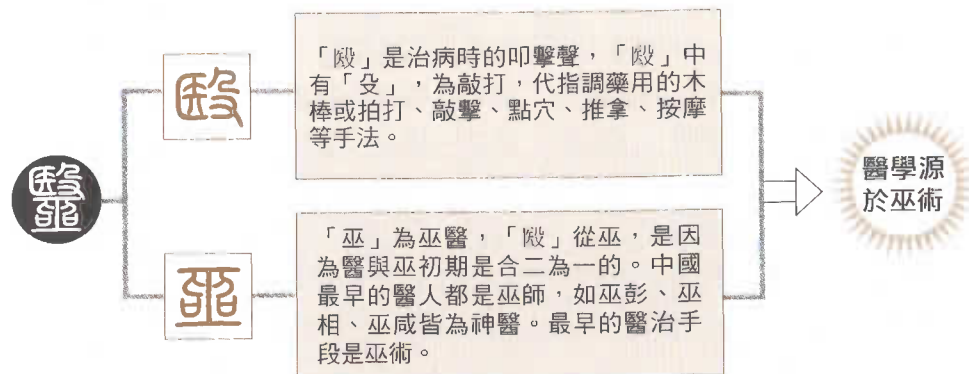 毉
殹
「殹」是治病時的叩擊聲，「殹」中
有「殳」，為敲打，代指調藥用的木
棒或拍打、敲擊、點穴、推拿、按摩
等手法。
巫
「巫」為巫醫，「殹」從巫，是因
為醫與巫初期是合二為一的。中國
最早的醫人都是巫師，如巫彭、巫
相、巫咸皆為神醫。最早的醫治手
段是巫術。
醫學源
於巫術